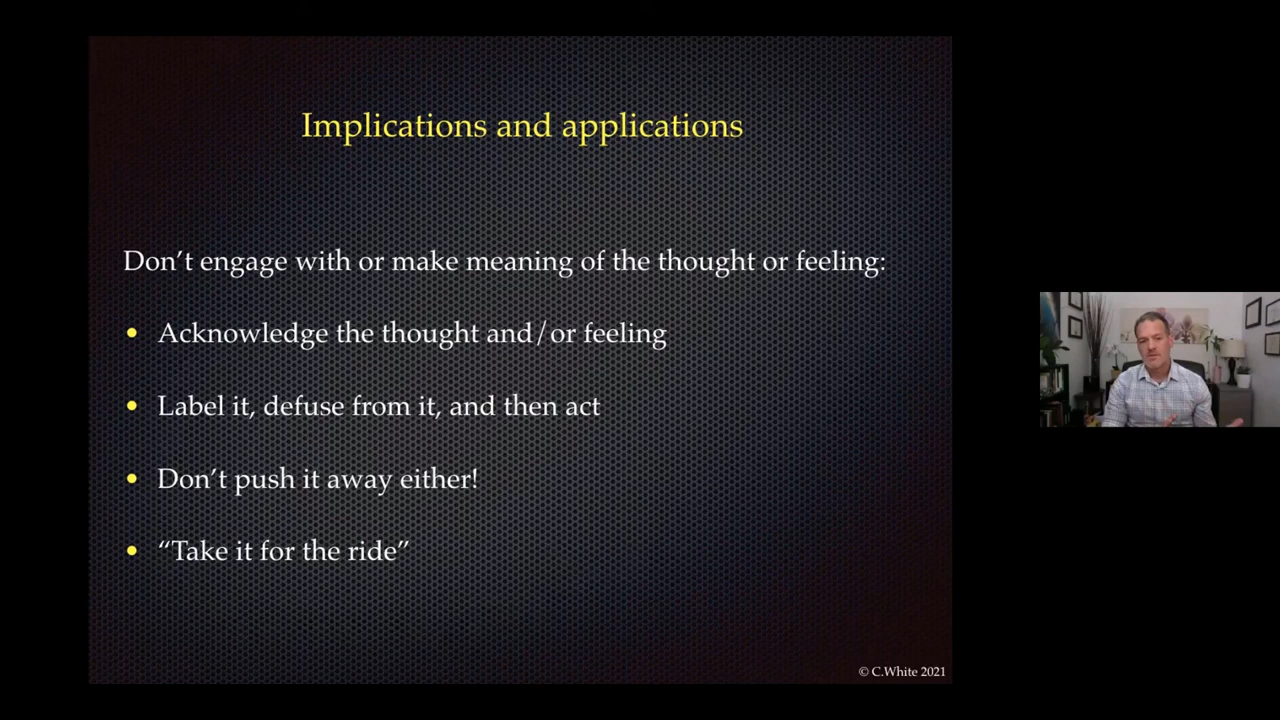 Implications and applications
Don’t engage with or make meaning of the thought or feeling:
• Acknowledge the thought and/or feeling
• Label it, defuse from it, and then act
• Don’t push it away either!
• “Take it for the ride”
© C.White 2021